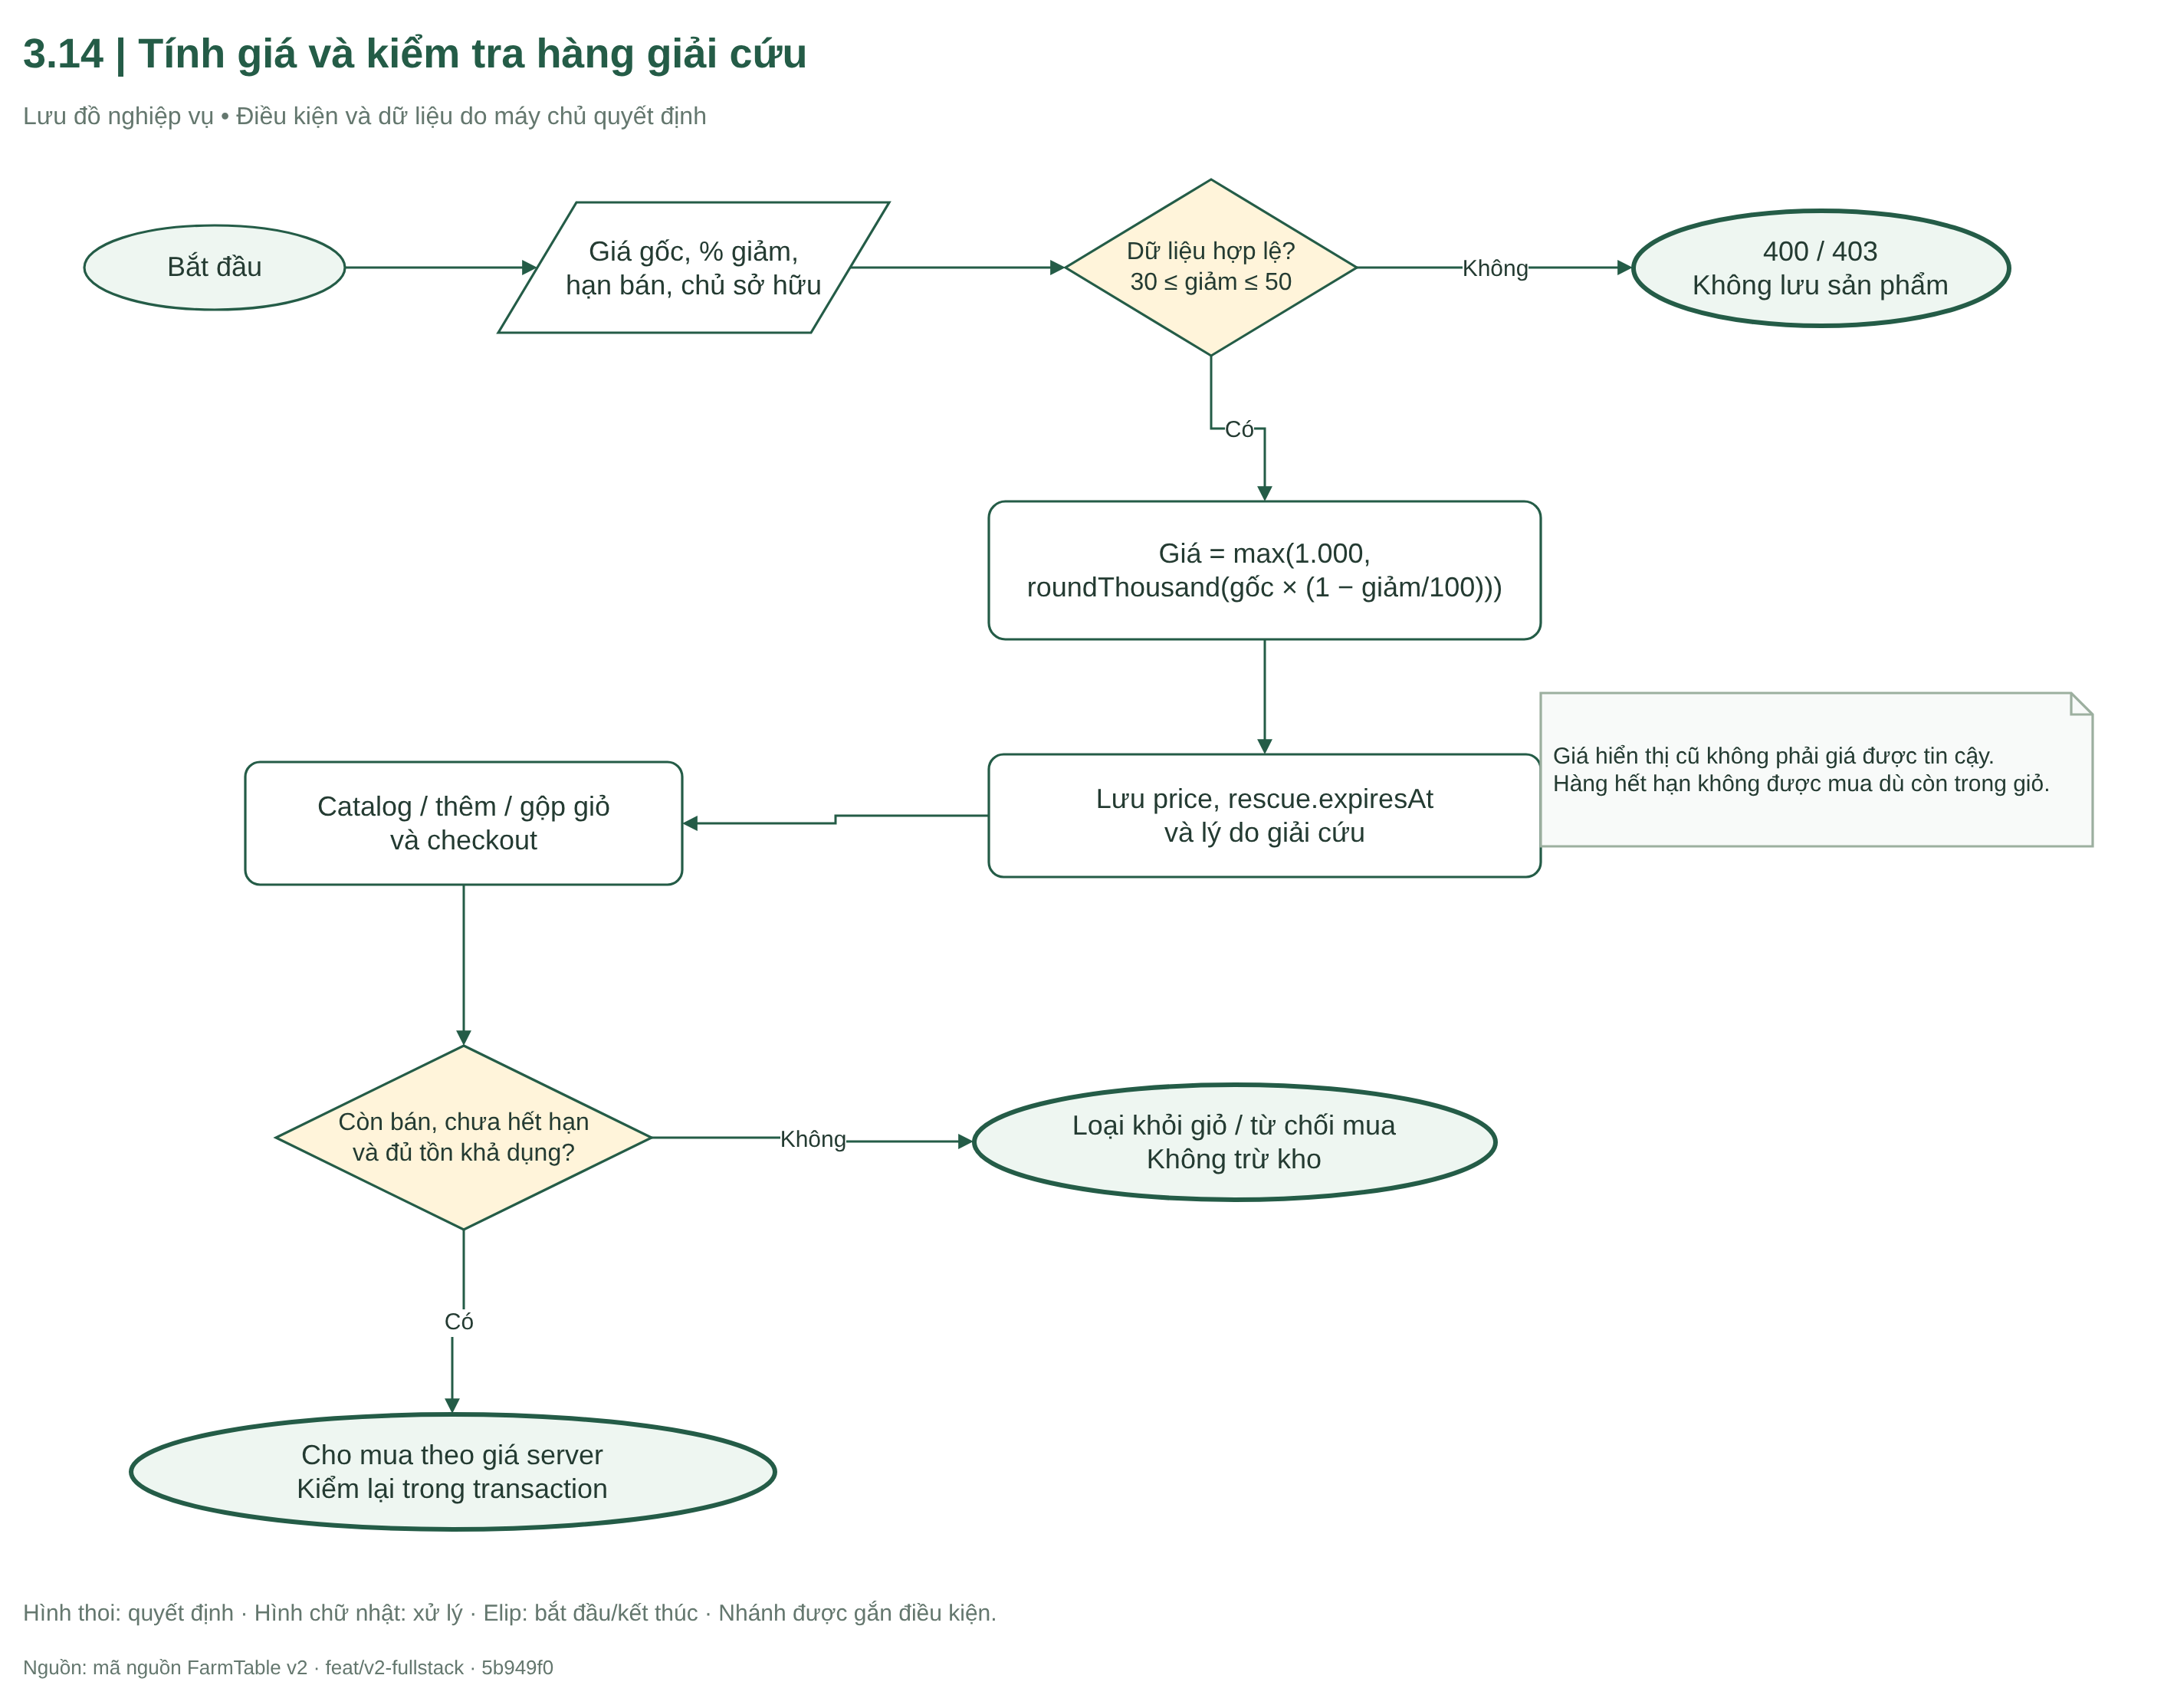 3.14 | Tính giá và kiểm tra hàng giải cứu
Lưu đồ nghiệp vụ • Điều kiện và dữ liệu do máy chủ quyết định
Bắt đầu
Giá gốc, % giảm,
hạn bán, chủ sở hữu
Dữ liệu hợp lệ?
30 ≤ giảm ≤ 50
Không
400 / 403
Không lưu sản phẩm
Có
Giá = max(1.000,
roundThousand(gốc × (1 − giảm/100)))
Giá hiển thị cũ không phải giá được tin cậy.
Hàng hết hạn không được mua dù còn trong giỏ.
Lưu price, rescue.expiresAt
và lý do giải cứu
Catalog / thêm / gộp giỏ
và checkout
Còn bán, chưa hết hạn
và đủ tồn khả dụng?
Không
Loại khỏi giỏ / từ chối mua
Không trừ kho
Có
Cho mua theo giá server
Kiểm lại trong transaction
Hình thoi: quyết định · Hình chữ nhật: xử lý · Elip: bắt đầu/kết thúc · Nhánh được gắn điều kiện.
Nguồn: mã nguồn FarmTable v2 · feat/v2-fullstack · 5b949f0